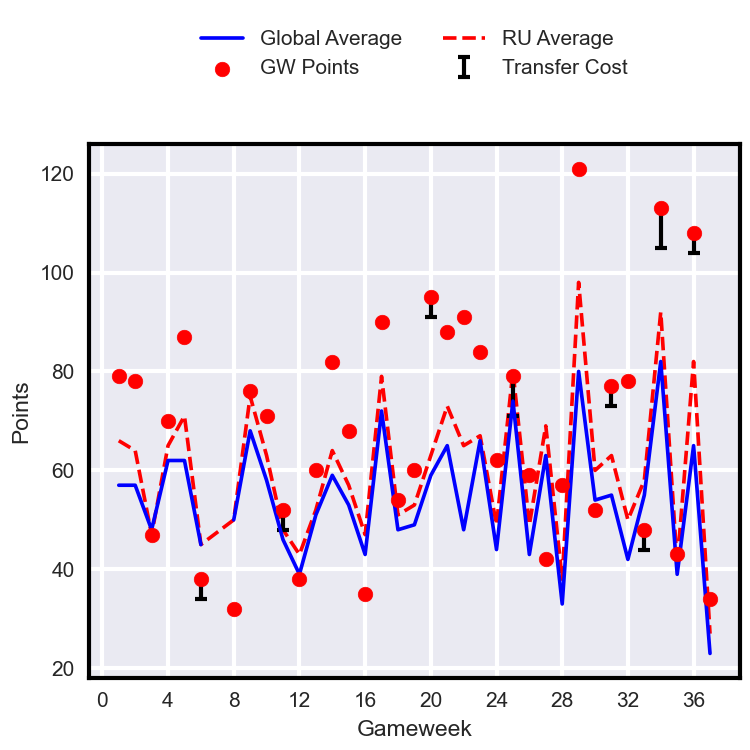 Global Average
RU Average
GW Points
Transfer Cost
120
100
80
60
40
20
Points
0 4 8 12 16 20 24 28 32 36
Gameweek